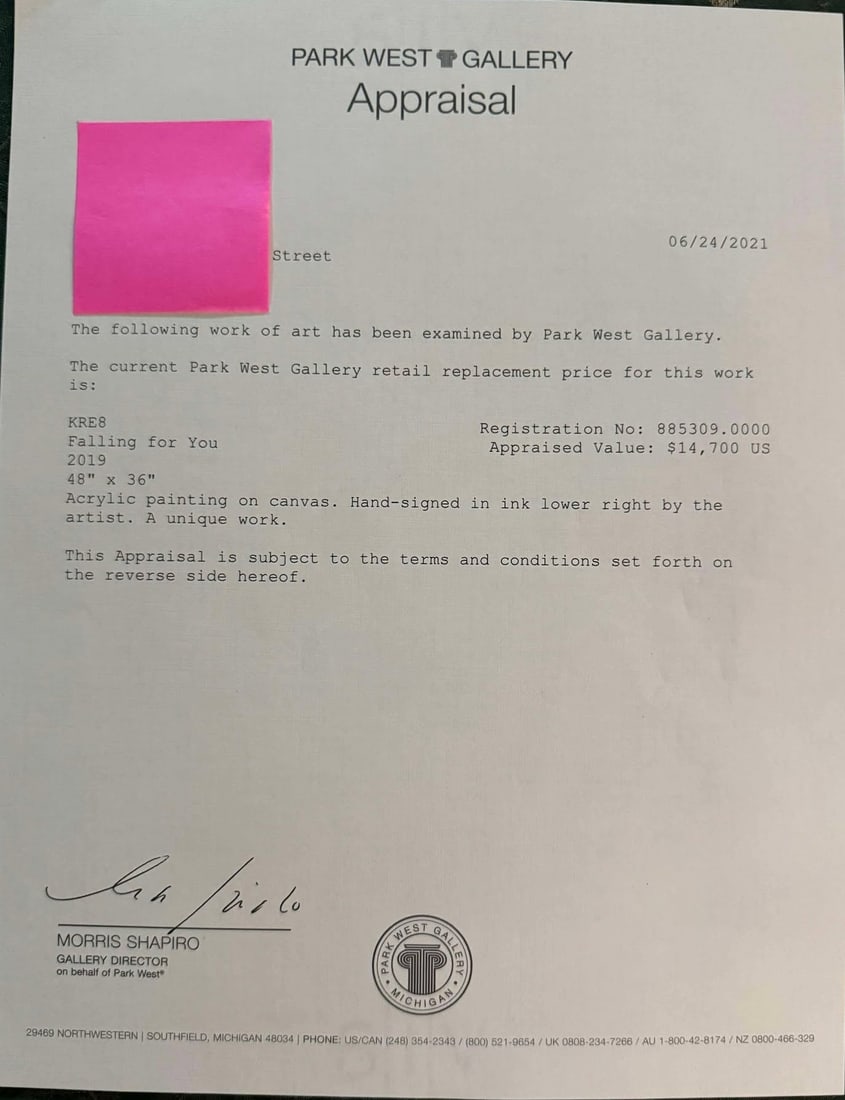 PARK WEST GALLERY
Appraisal
06/24/2021
Street
The following work of art has been examined by Park West Gallery.
The current Park West Gallery retail replacement price for this work
is:
KRE8
Registration No: 885309.0000
Falling for You
Appraised Value: $14,700 US
2019
48" x 36"
Acrylic painting on canvas. Hand-signed in ink lower right by the
artist. A unique work.
This Appraisal is subject to the terms and conditions set forth on
the reverse side hereof.
MORRIS SHAPIRO
GALLERY DIRECTOR
on behalf of Park West®
PARK WEST GALLERY
• MICHIGAN •
29469 NORTHWESTERN | SOUTHFIELD, MICHIGAN 48034 | PHONE: US/CAN (248) 354-2343 / (800) 521-9654 / UK 0808-234-7266 / AU 1-800-42-8174 / NZ 0800-466-329